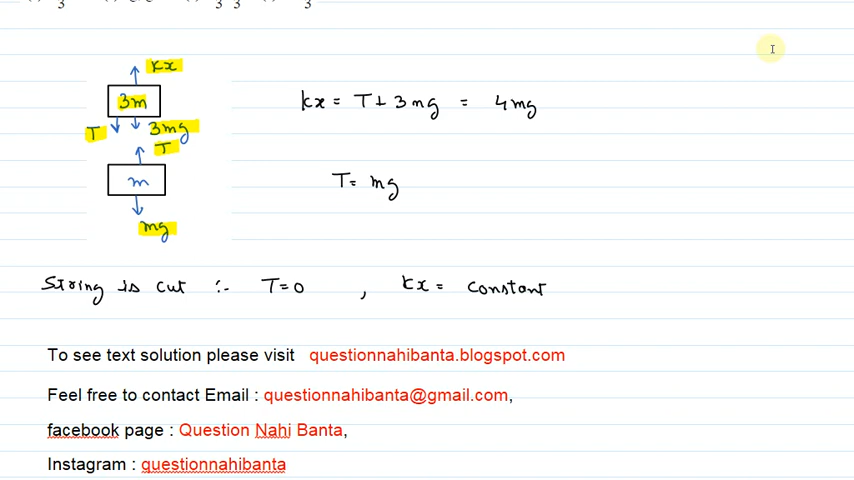 kx
3m
T
3mg
T
m
mg
kx = T + 3mg = 4mg
T = mg
String is cut :- T=0 , kx = constant
To see text solution please visit questionnahibanta.blogspot.com
Feel free to contact Email : questionnahibanta@gmail.com,
facebook page : Question Nahi Banta,
Instagram : questionnahibanta